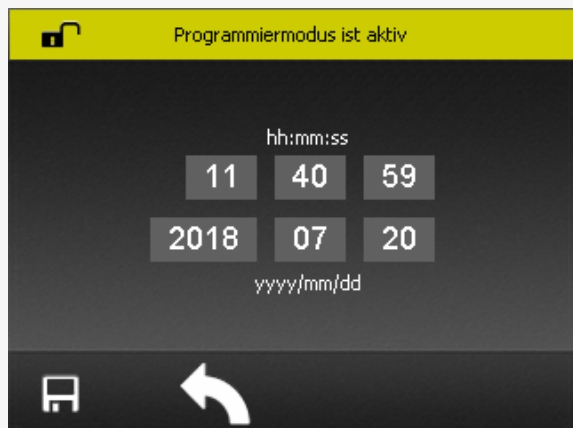 Programmiermodus ist aktiv
hh:mm:ss
11 40 59
2018 07 20
yyyy/mm/dd